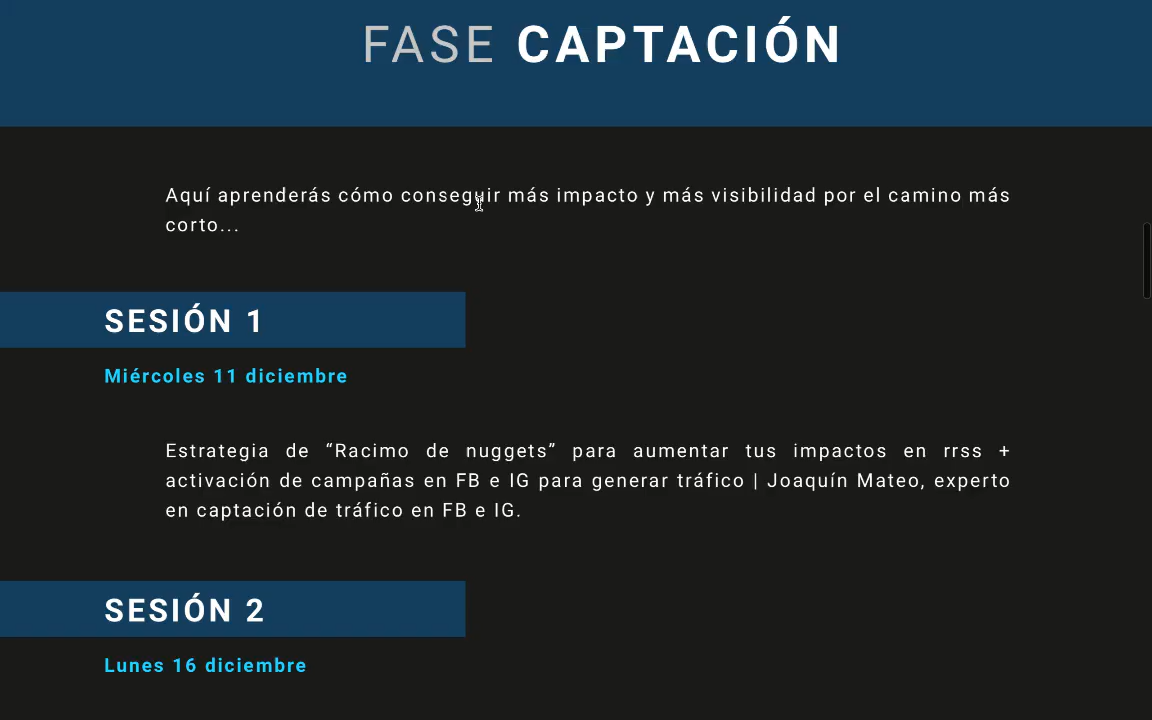 FASE CAPTACIÓN
Aquí aprenderás cómo conseguir más impacto y más visibilidad por el camino más
corto...
SESIÓN 1
Miércoles 11 diciembre
Estrategia de “Racimo de nuggets” para aumentar tus impactos en rrss +
activación de campañas en FB e IG para generar tráfico | Joaquín Mateo, experto
en captación de tráfico en FB e IG.
SESIÓN 2
Lunes 16 diciembre